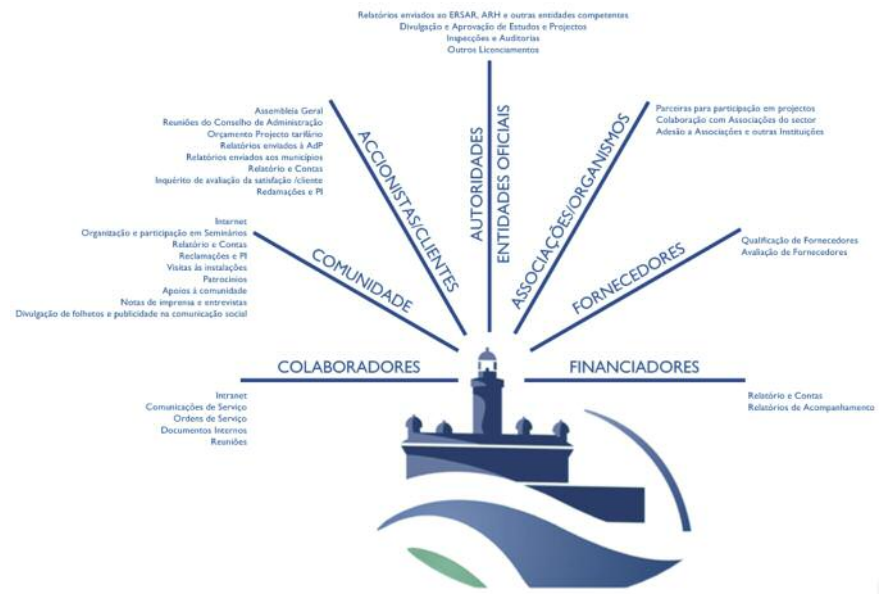 Relatórios enviados ao ERSAR, ARH e outras entidades competentes
Divulgação e Aprovação de Estudos e Projectos
Inspecções e Auditorias
Outros Licenciamentos
AUTORIDADES
ENTIDADES OFICIAIS
Assembleia Geral
Reuniões do Conselho de Administração
Orçamento Projecto tarifário
Relatórios enviados à AdP
Relatórios enviados aos municípios
Relatório e Contas
Inquérito de avaliação da satisfação /cliente
Reclamações e PI
ACCIONISTAS/CLIENTES
Parceiras para participação em projectos
Colaboração com Associações do sector
Adesão a Associações e outras Instituições
ASSOCIAÇÕES/ORGANISMOS
Internet
Organização e participação em Seminários
Relatório e Contas
Reclamações e PI
Visitas às instalações
Patrocínios
Apoios à comunidade
Notas de imprensa e entrevistas
Divulgação de folhetos e publicidade na comunicação social
COMUNIDADE
Qualificação de Fornecedores
Avaliação de Fornecedores
FORNECEDORES
COLABORADORES
Intranet
Comunicações de Serviço
Ordens de Serviço
Documentos Internos
Reuniões
FINANCIADORES
Relatório e Contas
Relatórios de Acompanhamento